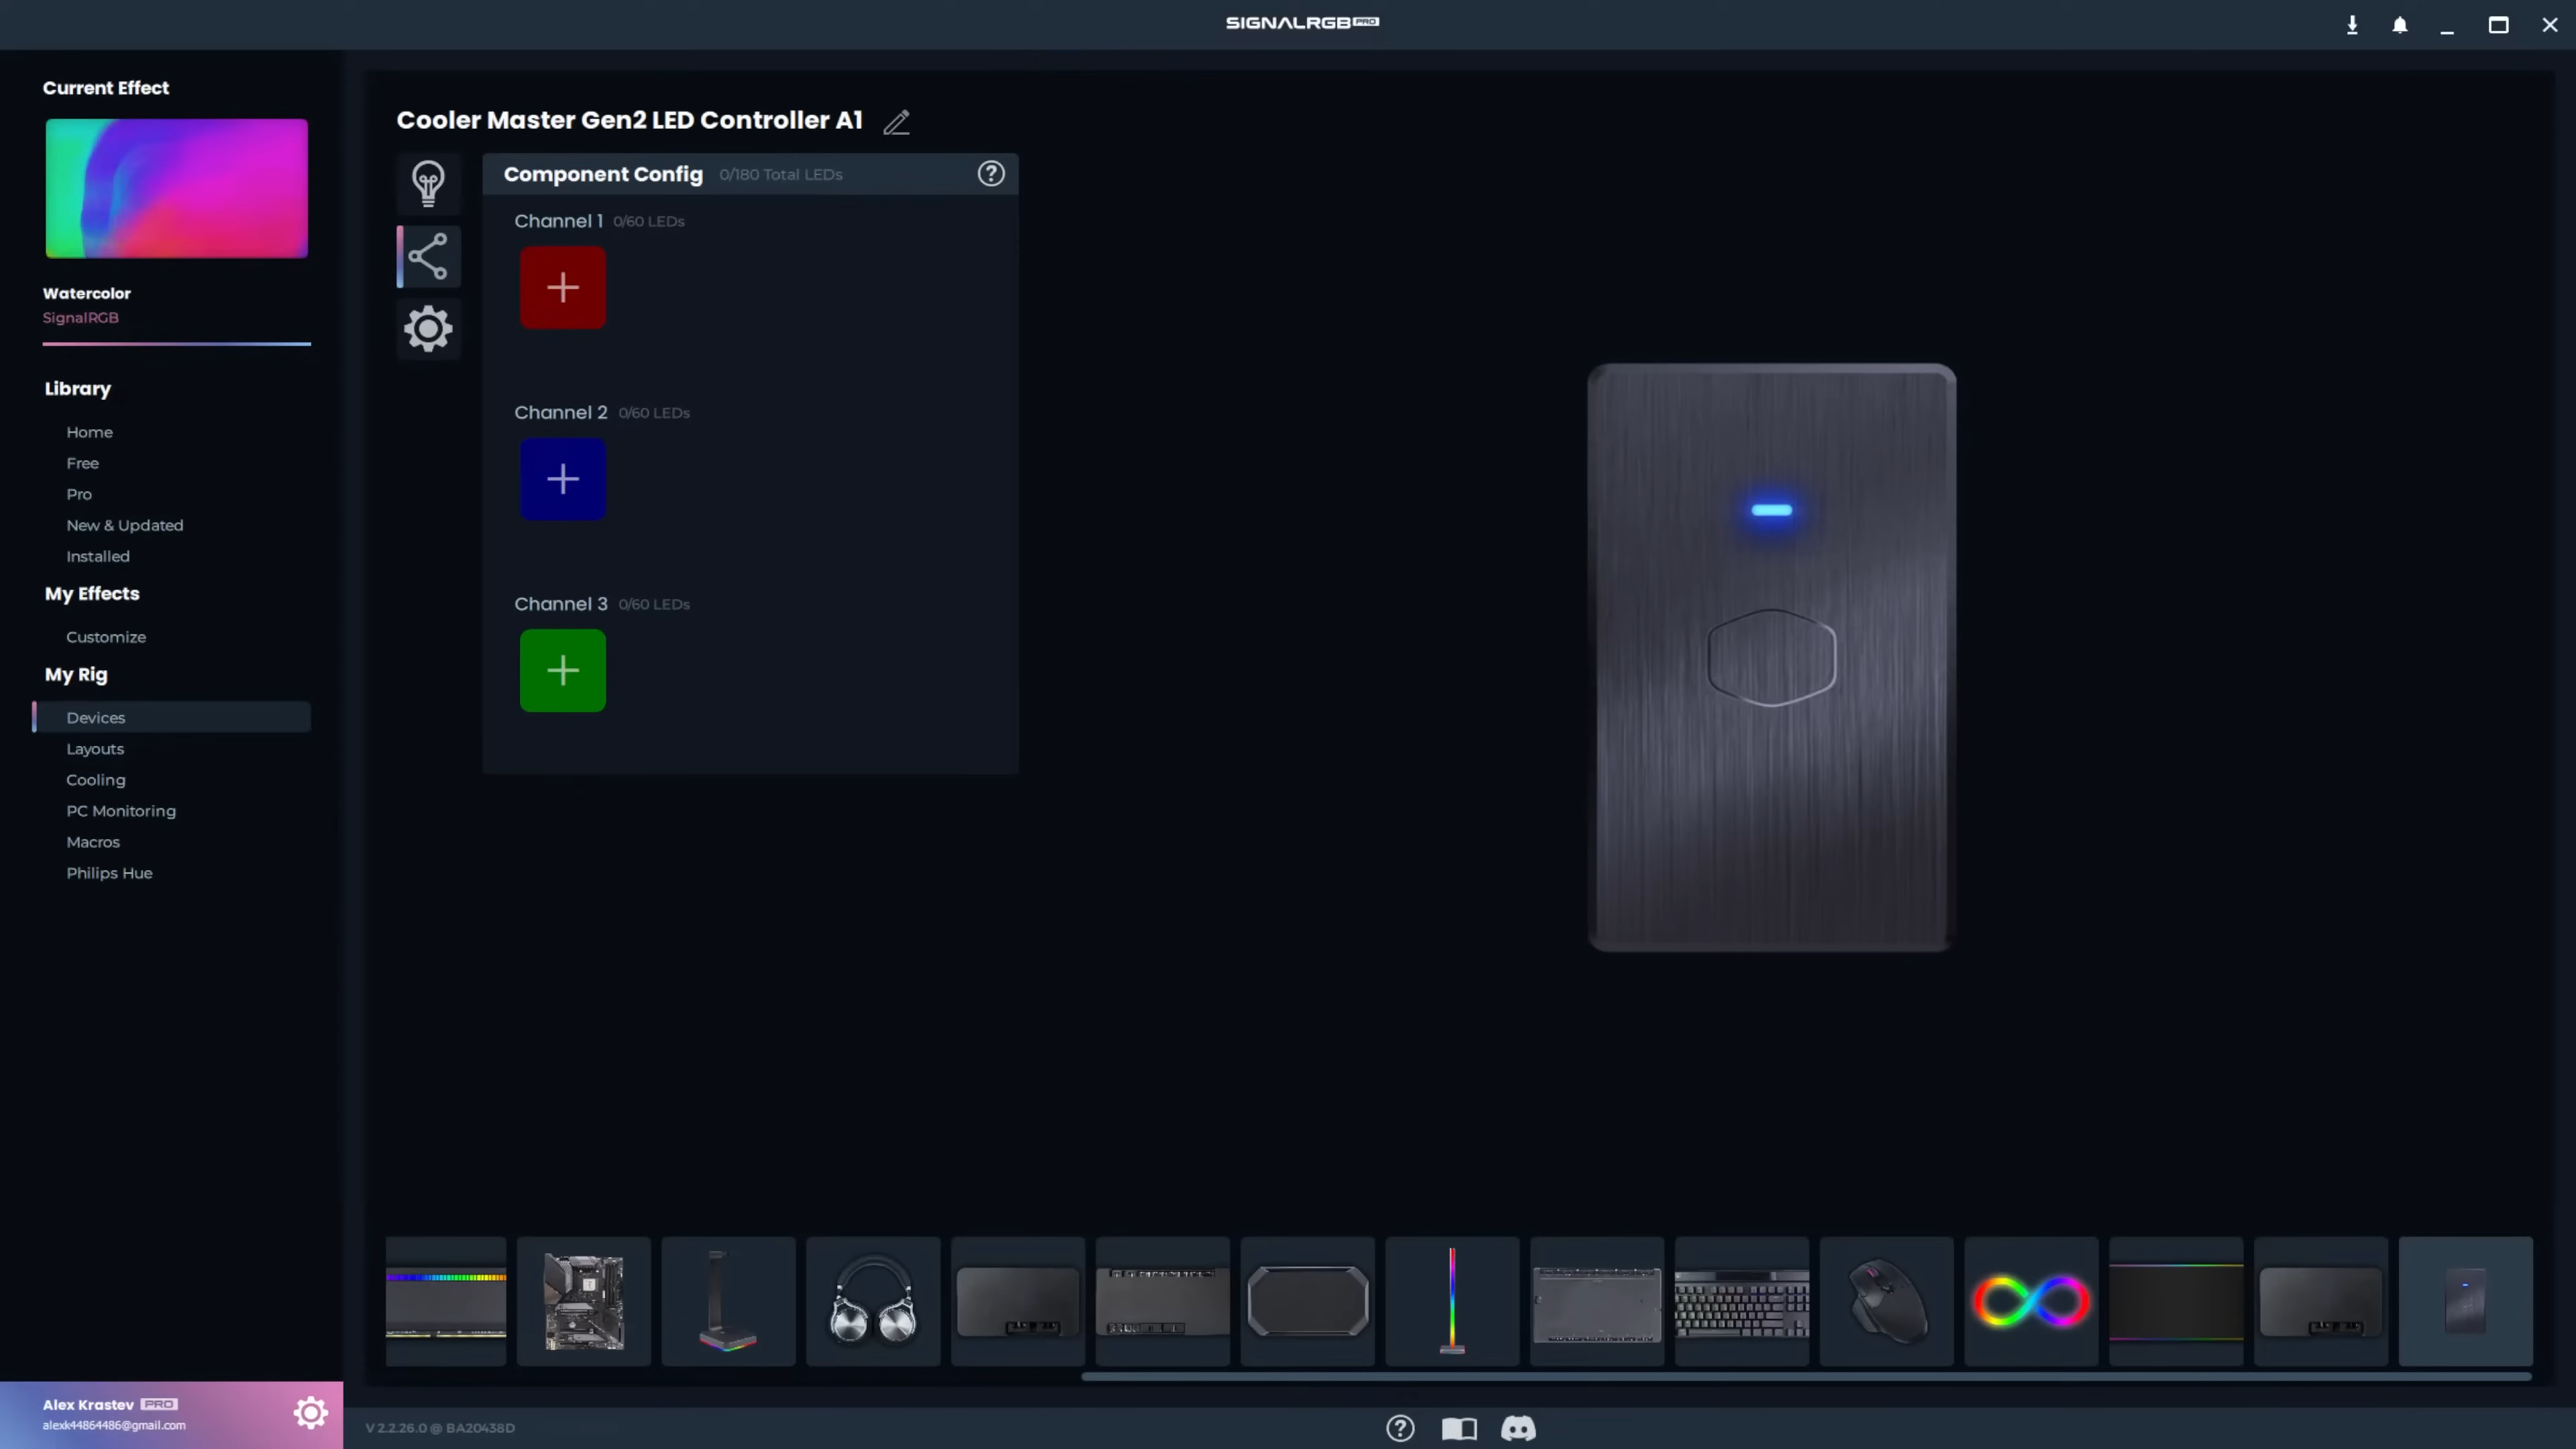 SIGNALRGB PRO
Current Effect
Watercolor
SignalRGB
Library
Home
Free
Pro
New & Updated
Installed
My Effects
Customize
My Rig
Devices
Layouts
Cooling
PC Monitoring
Macros
Philips Hue
Alex Krastev PRO
alexk44864486@gmail.com
Cooler Master Gen2 LED Controller A1
Component Config 0/180 Total LEDs
Channel 1 0/60 LEDs
Channel 2 0/60 LEDs
Channel 3 0/60 LEDs
V 2.2.26.0 @ BA20438D